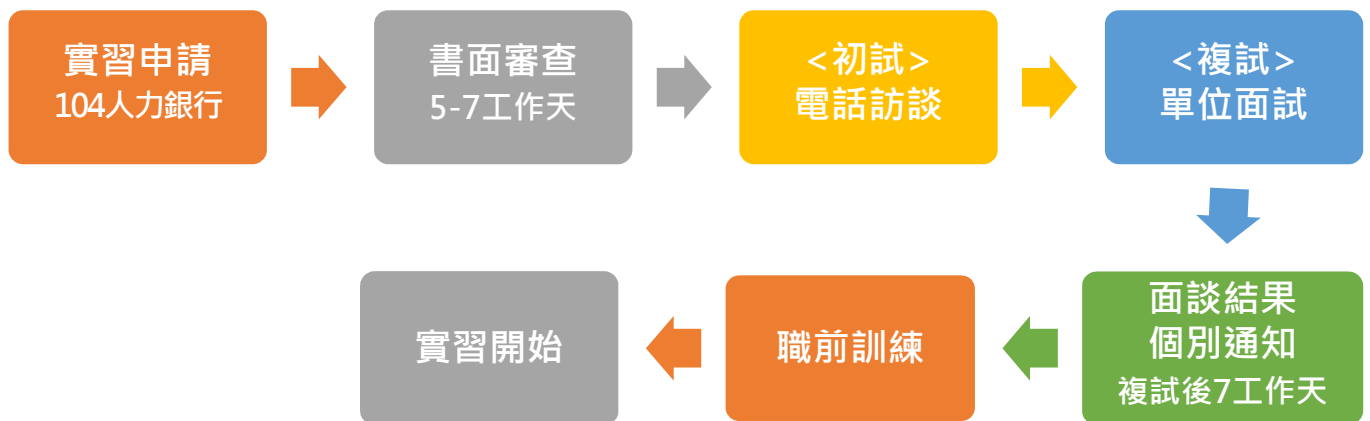 實習申請
104人力銀行
書面審查
5-7工作天
<初試>
電話訪談
<複試>
單位面試
面談結果
個別通知
複試後7工作天
職前訓練
實習開始